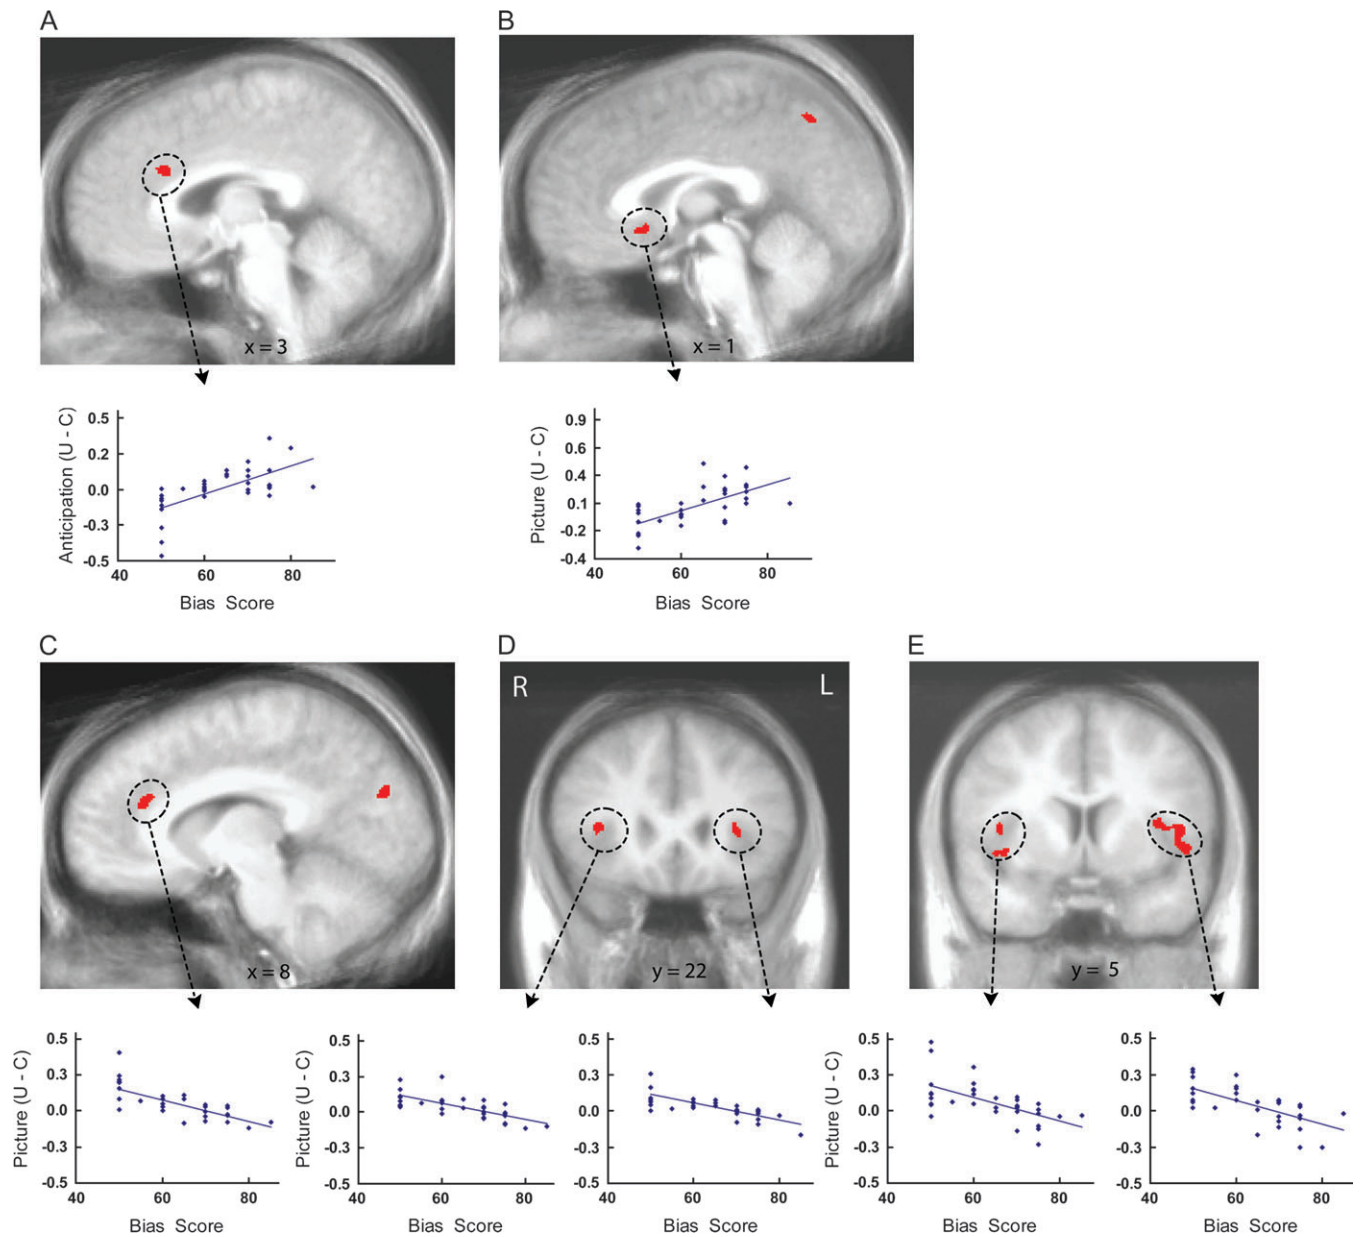 A
B
x = 3
x = 1
Anticipation (U - C)
0.5
0.2
0.0
-0.3
-0.5
40 60 80
Bias Score
Picture (U - C)
0.9
0.6
0.4
0.1
-0.2
-0.4
40 60 80
Bias Score
C
D
E
R L
x = 8
y = 22
y = 5
Picture (U - C)
0.5
0.3
0.0
-0.3
-0.5
40 60 80
Bias Score
Picture (U - C)
0.5
0.3
0.0
-0.3
-0.5
40 60 80
Bias Score
0.5
0.3
0.0
-0.3
-0.5
40 60 80
Bias Score
Picture (U - C)
0.5
0.3
0.0
-0.3
-0.5
40 60 80
Bias Score
0.5
0.3
0.0
-0.3
-0.5
40 60 80
Bias Score